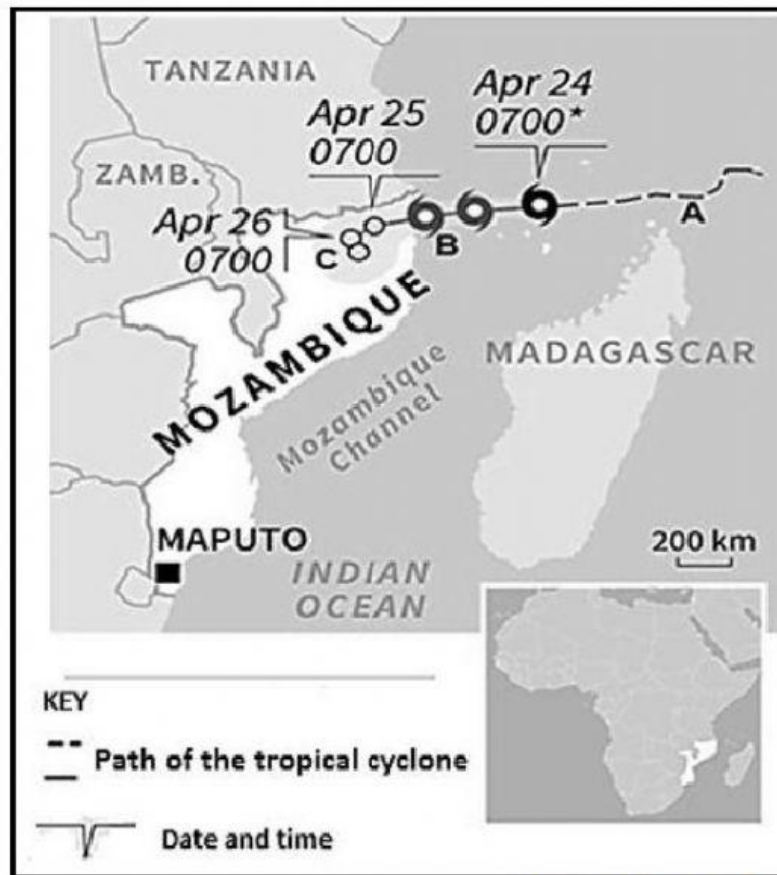 TANZANIA
Apr 24
0700*
Apr 25
0700
ZAMB.
Apr 26
0700
A
B
C
MOZAMBIQUE
MADAGASCAR
Mozambique
Channel
MAPUTO
200 km
INDIAN
OCEAN
KEY
Path of the tropical cyclone
Date and time